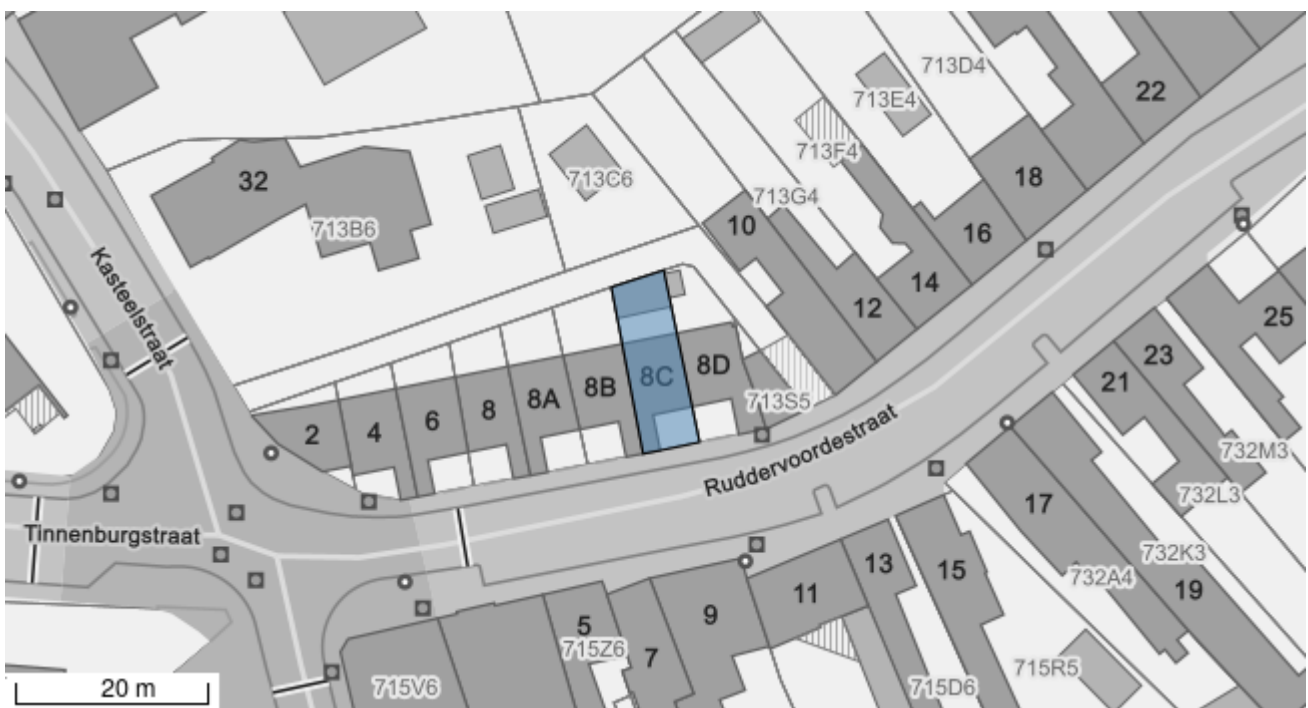 713D4
22
713E4
713F4
32
713C6
18
713G4
713B6
10
16
14
Kasteelstraat
12
25
23
21
8D
8C
8B
8A
8
6
4
2
713S5
Ruddervoordestraat
732M3
732L3
17
Tinnenburgstraat
732K3
732A4
13
15
11
19
9
5
715Z6
7
715R5
715V6
715D6
20 m